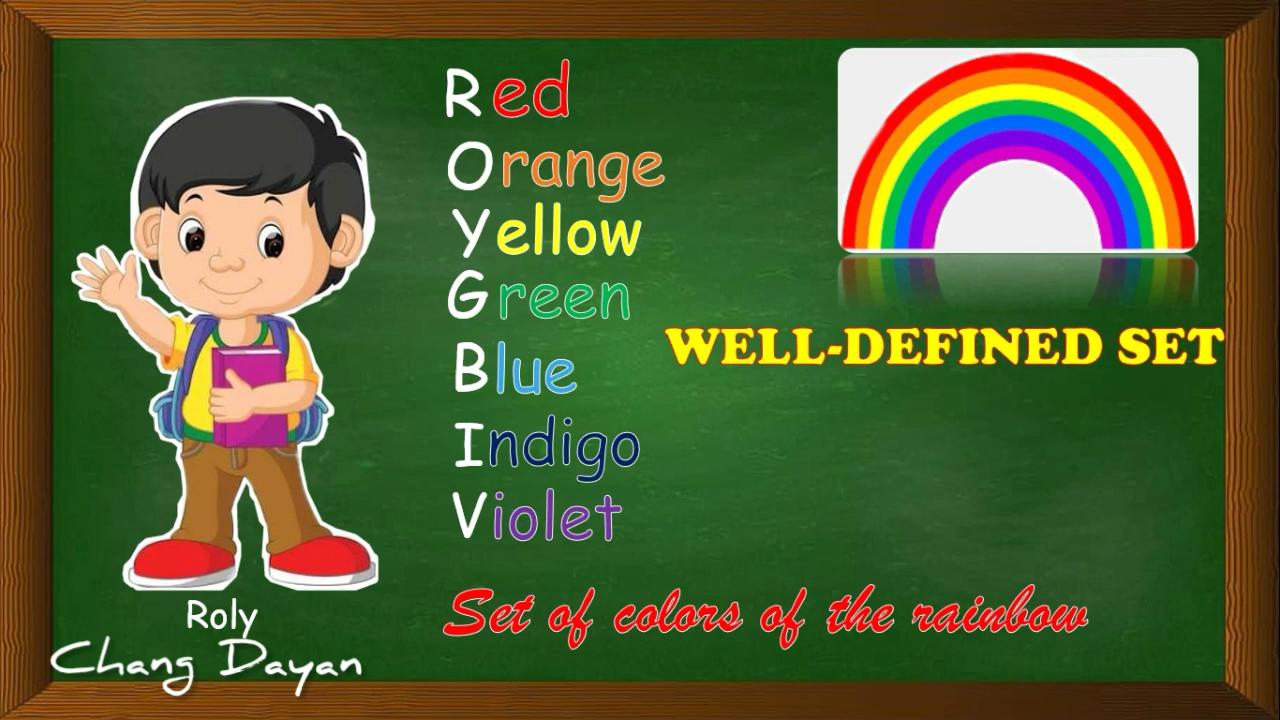 Red
Orange
Yellow
Green
Blue
Indigo
Violet
WELL-DEFINED SET
Set of colors of the rainbow
Roly
Chang Dayan